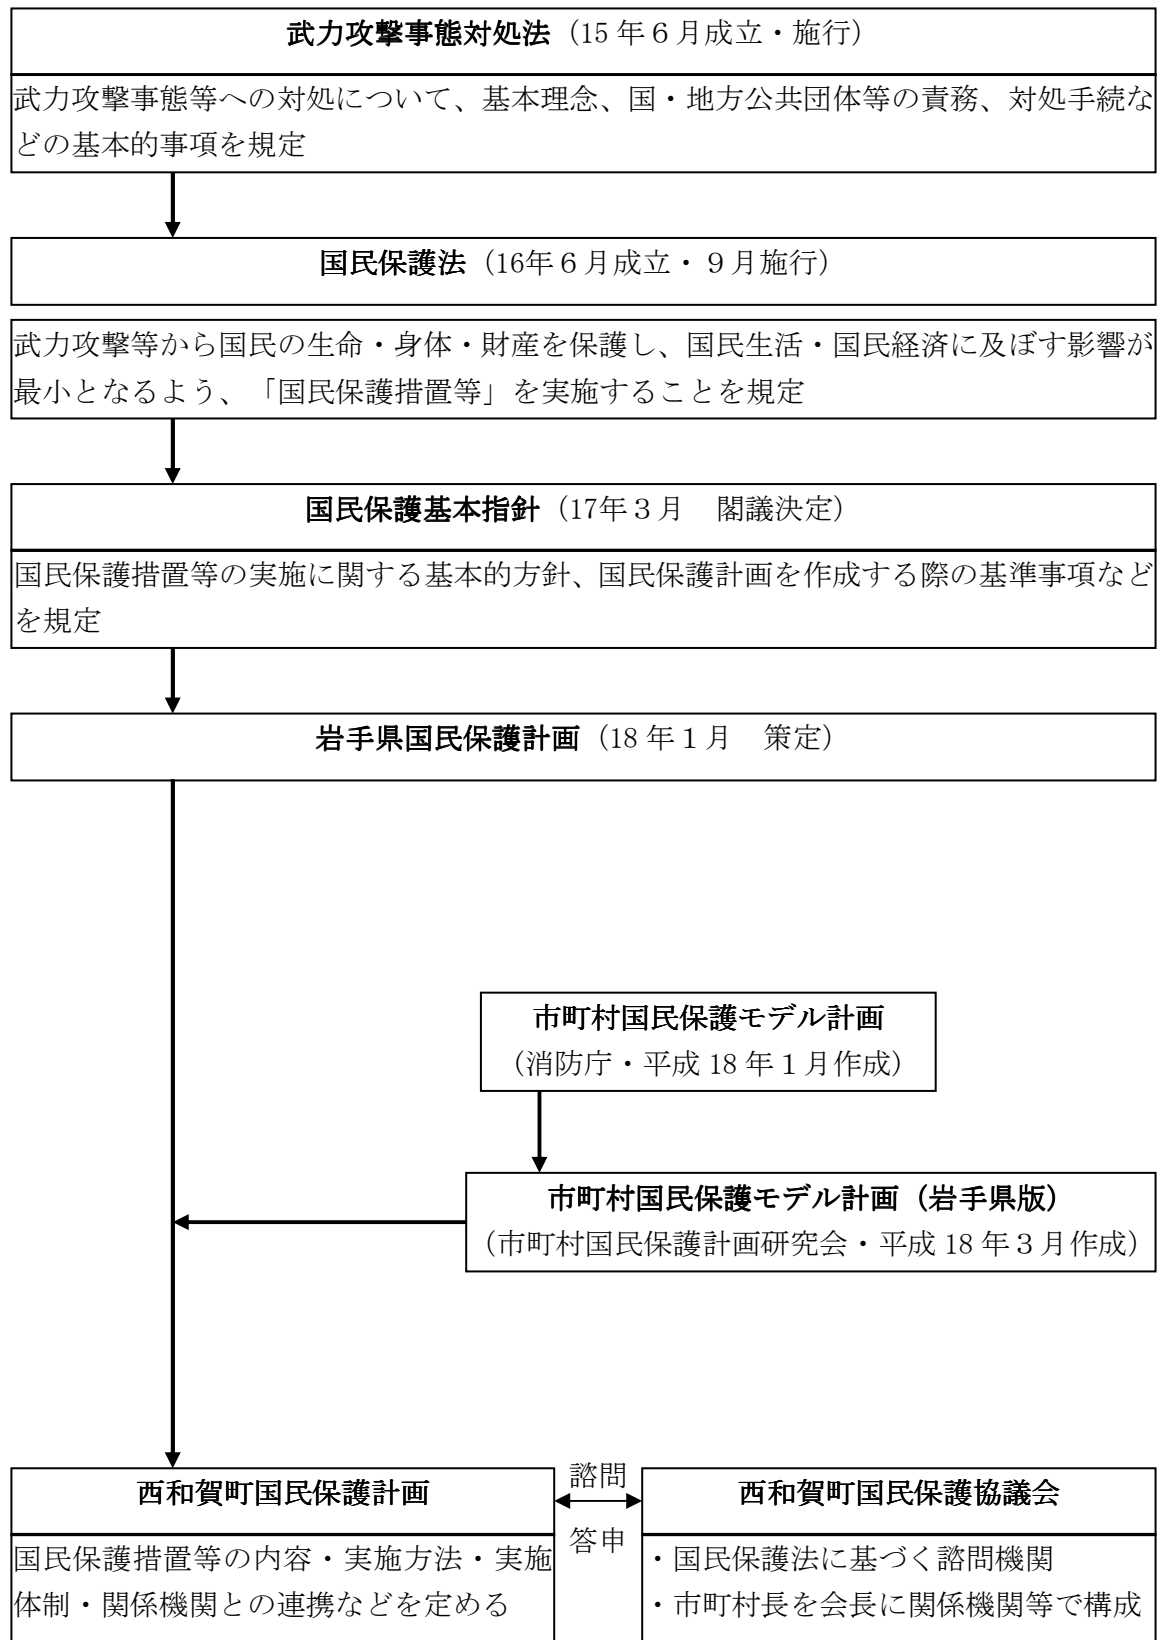 武力攻撃事態対処法（15 年６月成立・施行）
武力攻撃事態等への対処について、基本理念、国・地方公共団体等の責務、対処手続な
どの基本的事項を規定
国民保護法（16年６月成立・９月施行）
武力攻撃等から国民の生命・身体・財産を保護し、国民生活・国民経済に及ぼす影響が
最小となるよう、「国民保護措置等」を実施することを規定
国民保護基本指針（17年３月　閣議決定）
国民保護措置等の実施に関する基本的方針、国民保護計画を作成する際の基準事項など
を規定
岩手県国民保護計画（18 年１月　策定）
市町村国民保護モデル計画
（消防庁・平成 18 年１月作成）
市町村国民保護モデル計画（岩手県版）
（市町村国民保護計画研究会・平成 18 年３月作成）
西和賀町国民保護計画
国民保護措置等の内容・実施方法・実施
体制・関係機関との連携などを定める
諮問
答申
西和賀町国民保護協議会
・国民保護法に基づく諮問機関
・市町村長を会長に関係機関等で構成